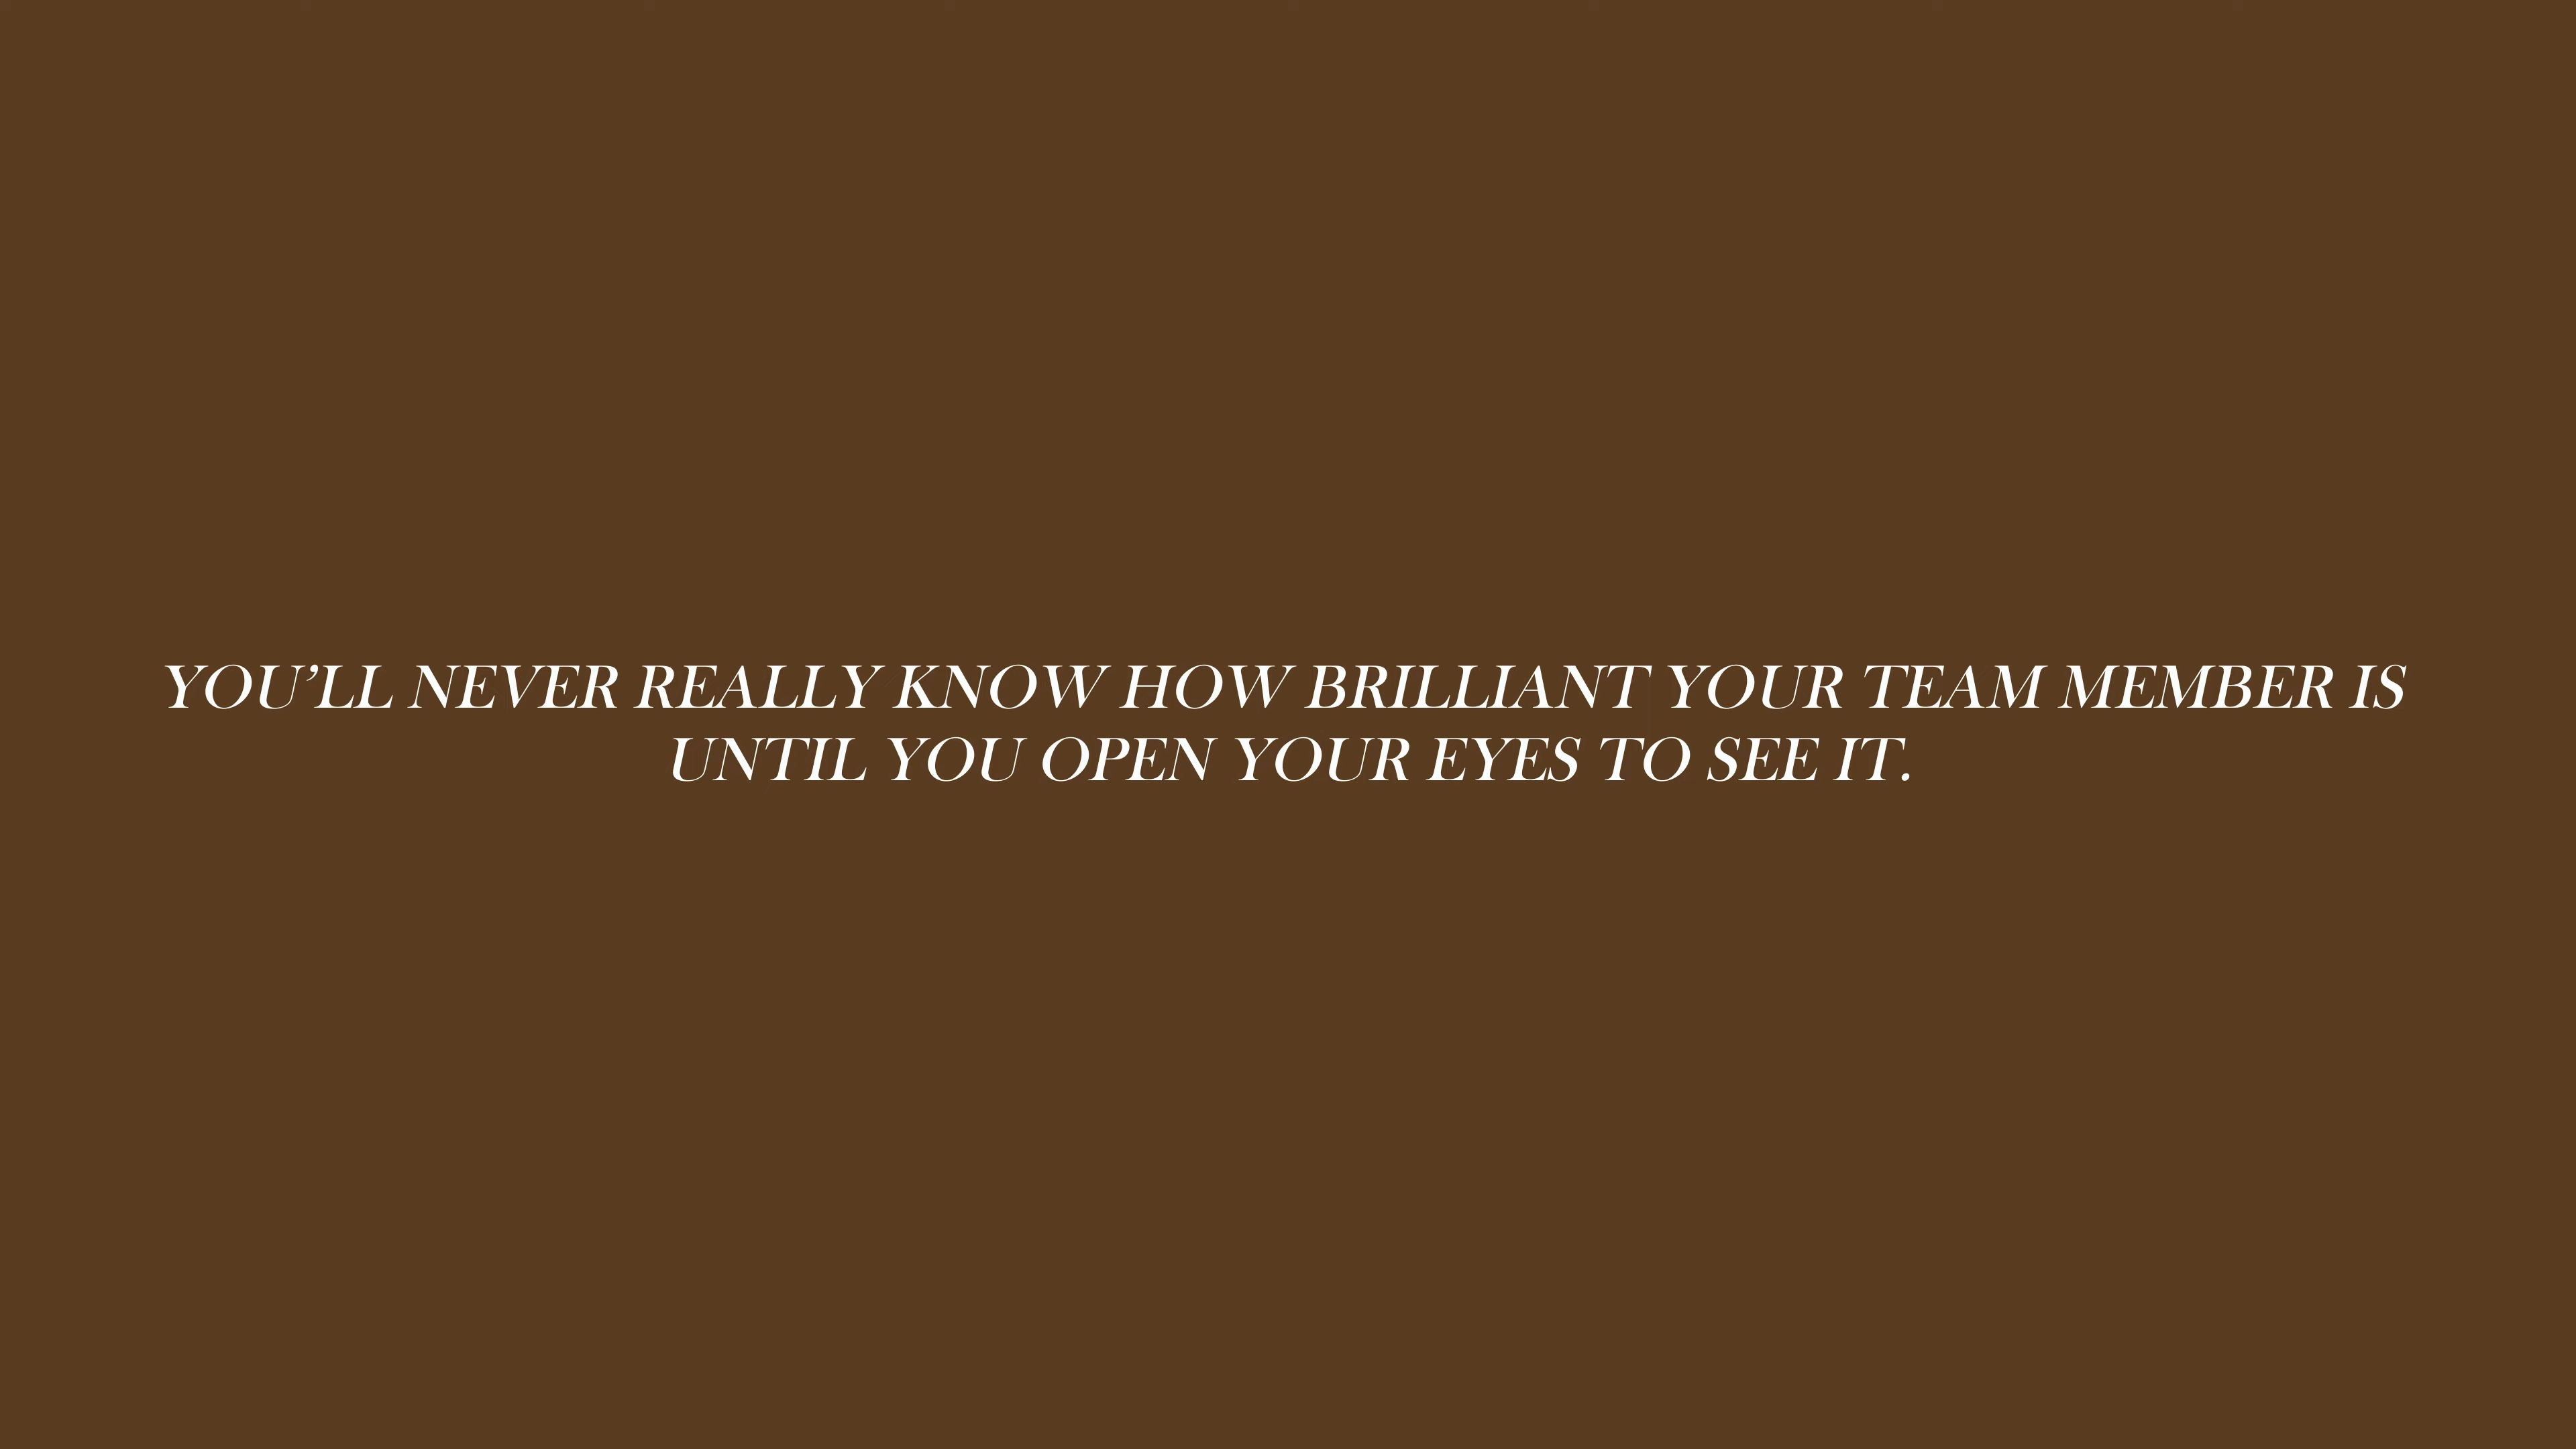 YOU’LL NEVER REALLY KNOW HOW BRILLIANT YOUR TEAM MEMBER IS
UNTIL YOU OPEN YOUR EYES TO SEE IT.